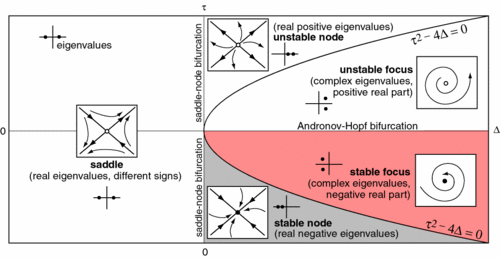 τ
eigenvalues
saddle-node bifurcation
(real positive eigenvalues)
unstable node
τ²-4Δ=0
unstable focus
(complex eigenvalues,
positive real part)
Andronov-Hopf bifurcation
0
Δ
saddle
(real eigenvalues, different signs)
saddle-node bifurcation
stable focus
(complex eigenvalues,
negative real part)
stable node
(real negative eigenvalues)
τ²-4Δ=0
0